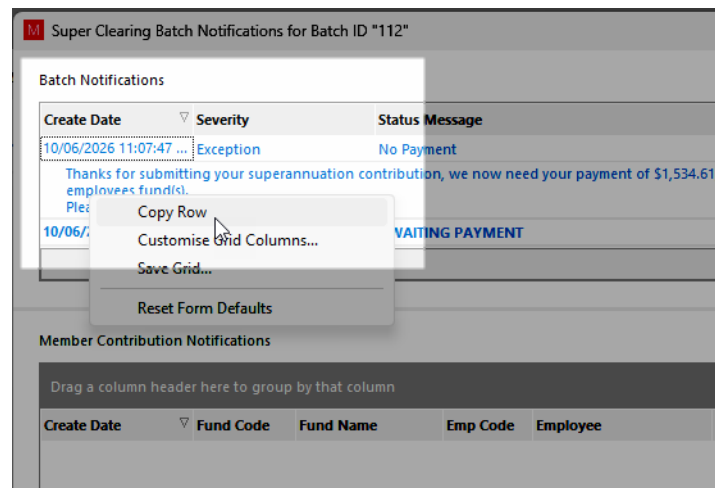 M Super Clearing Batch Notifications for Batch ID "112"
Batch Notifications
Create Date Severity Status Message
10/06/2026 11:07:47 ... Exception No Payment
Thanks for submitting your superannuation contribution, we now need your payment of $1,534.61
employees fund(s).
Copy Row
Customise Grid Columns...
10/06/ WAITING PAYMENT
Save Grid...
Reset Form Defaults
Member Contribution Notifications
Drag a column header here to group by that column
Create Date Fund Code Fund Name Emp Code Employee